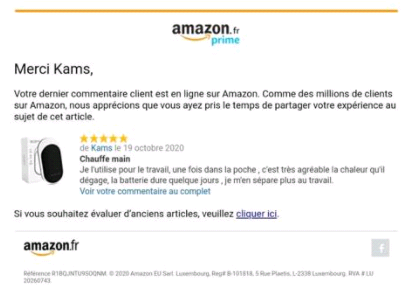 amazon.fr
prime
Merci Kams,
Votre dernier commentaire client est en ligne sur Amazon. Comme des millions de clients
sur Amazon, nous apprécions que vous ayez pris le temps de partager votre expérience au
sujet de cet article.
de Kams le 19 octobre 2020
Chauffe main
Je l'utilise pour le travail, une fois dans la poche , c'est très agréable la chaleur qu'il
dégage, la batterie dure quelque jours , je m'en sépare plus au travail.
Voir votre commentaire au complet
Si vous souhaitez évaluer d'anciens articles, veuillez cliquer ici.
amazon.fr
f
© 2020 Amazon EU Sarl. Luxembourg, Reg# B-101818, 5 Rue Plaetis, L-2338 Luxembourg. RVA # LU
20260743